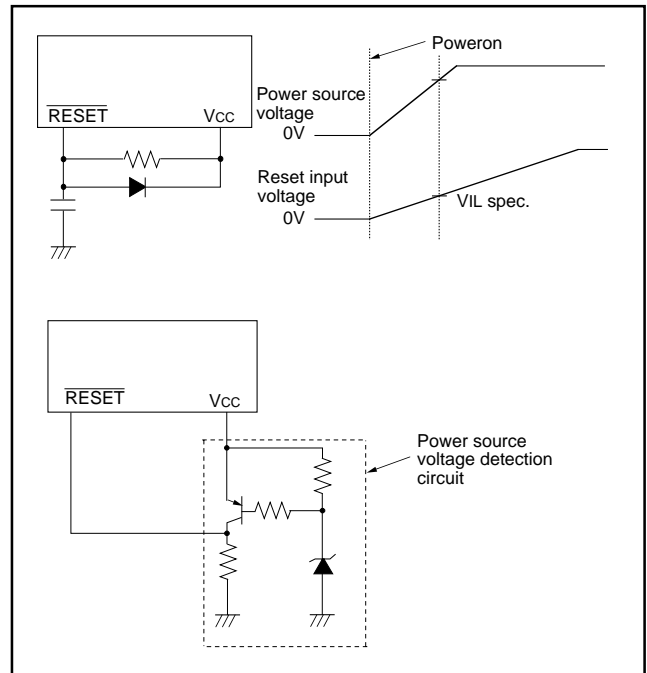 RESET VCC
Poweron
Power source
voltage
0V
Reset input
voltage
0V
VIL spec.
RESET VCC
Power source
voltage detection
circuit